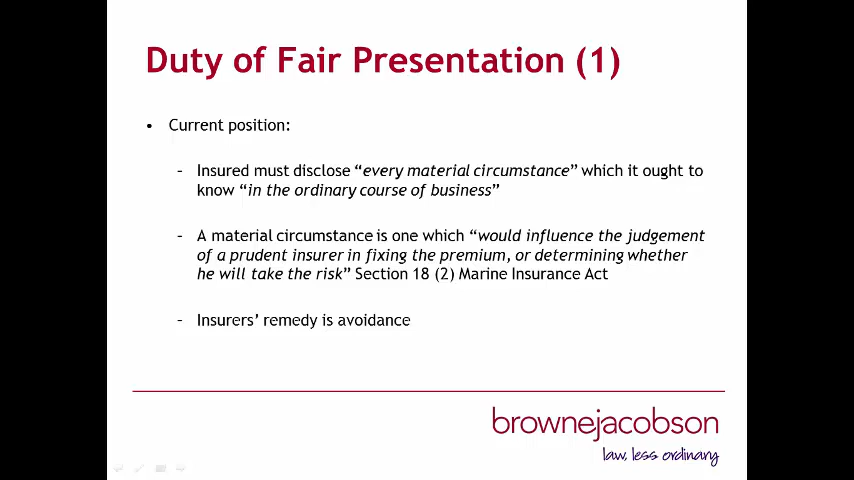 Duty of Fair Presentation (1)
• Current position:
– Insured must disclose “every material circumstance” which it ought to
know “in the ordinary course of business”
– A material circumstance is one which “would influence the judgement
of a prudent insurer in fixing the premium, or determining whether
he will take the risk” Section 18 (2) Marine Insurance Act
– Insurers’ remedy is avoidance
brownejacobson
law, less ordinary